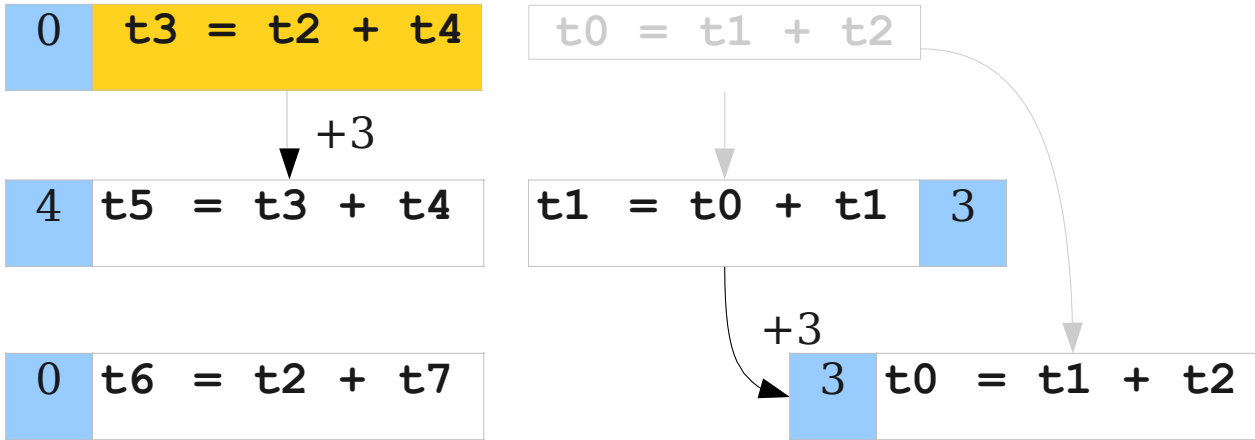 0 t3 = t2 + t4
t0 = t1 + t2
+3
4 t5 = t3 + t4
t1 = t0 + t1 3
+3
0 t6 = t2 + t7
3 t0 = t1 + t2